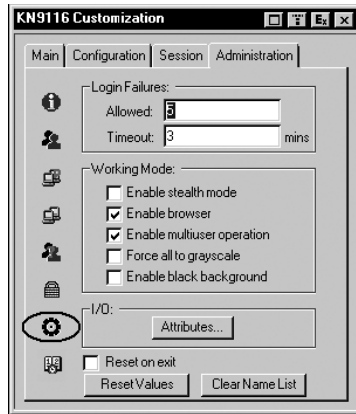 KN9116 Customization
Main Configuration Session Administration
Login Failures:
Allowed: 5
Timeout: 3 mins
Working Mode:
Enable stealth mode
Enable browser
Enable multiuser operation
Force all to grayscale
Enable black background
I/O:
Attributes...
Reset on exit
Reset Values Clear Name List